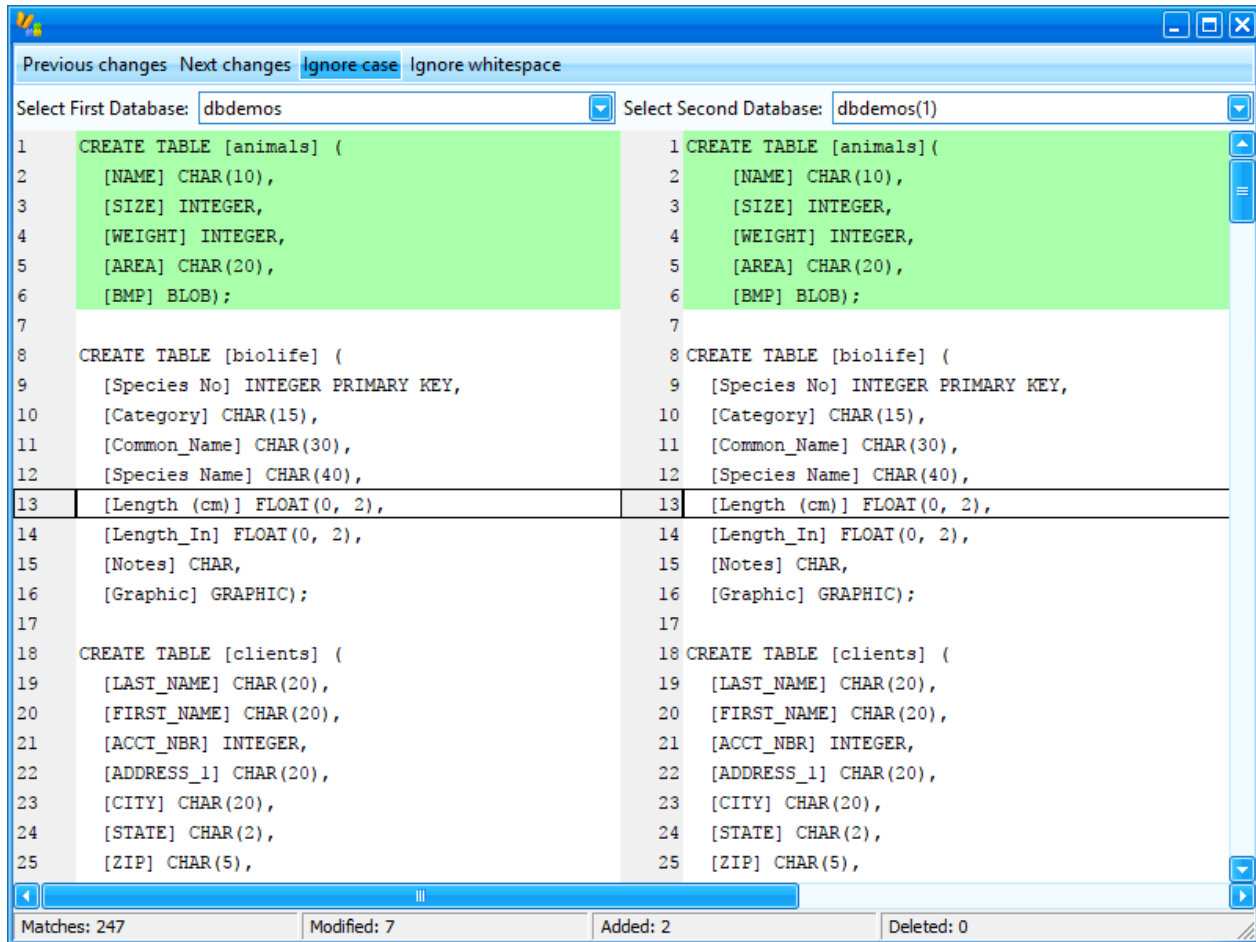 Previous changes Next changes Ignore case Ignore whitespace
Select First Database: dbdemos Select Second Database: dbdemos(1)
1 CREATE TABLE [animals] ( 1 CREATE TABLE [animals](
2 [NAME] CHAR(10), 2 [NAME] CHAR(10),
3 [SIZE] INTEGER, 3 [SIZE] INTEGER,
4 [WEIGHT] INTEGER, 4 [WEIGHT] INTEGER,
5 [AREA] CHAR(20), 5 [AREA] CHAR(20),
6 [BMP] BLOB); 6 [BMP] BLOB);
7 7
8 CREATE TABLE [biolife] ( 8 CREATE TABLE [biolife] (
9 [Species No] INTEGER PRIMARY KEY, 9 [Species No] INTEGER PRIMARY KEY,
10 [Category] CHAR(15), 10 [Category] CHAR(15),
11 [Common_Name] CHAR(30), 11 [Common_Name] CHAR(30),
12 [Species Name] CHAR(40), 12 [Species Name] CHAR(40),
13 [Length (cm)] FLOAT(0, 2), 13 [Length (cm)] FLOAT(0, 2),
14 [Length_In] FLOAT(0, 2), 14 [Length_In] FLOAT(0, 2),
15 [Notes] CHAR, 15 [Notes] CHAR,
16 [Graphic] GRAPHIC); 16 [Graphic] GRAPHIC);
17 17
18 CREATE TABLE [clients] ( 18 CREATE TABLE [clients] (
19 [LAST_NAME] CHAR(20), 19 [LAST_NAME] CHAR(20),
20 [FIRST_NAME] CHAR(20), 20 [FIRST_NAME] CHAR(20),
21 [ACCT_NBR] INTEGER, 21 [ACCT_NBR] INTEGER,
22 [ADDRESS_1] CHAR(20), 22 [ADDRESS_1] CHAR(20),
23 [CITY] CHAR(20), 23 [CITY] CHAR(20),
24 [STATE] CHAR(2), 24 [STATE] CHAR(2),
25 [ZIP] CHAR(5), 25 [ZIP] CHAR(5),
Matches: 247 Modified: 7 Added: 2 Deleted: 0